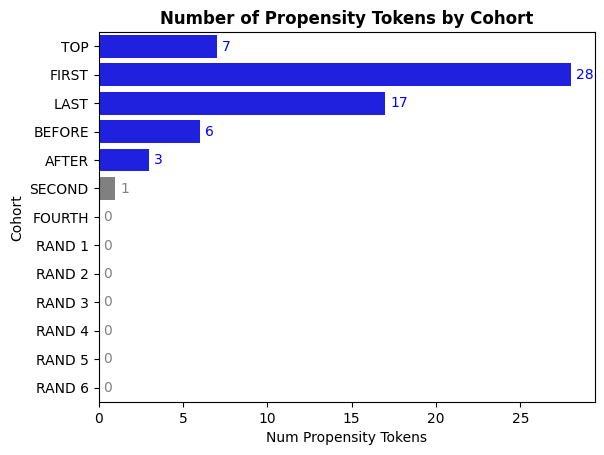 Number of Propensity Tokens by Cohort
TOP 7
FIRST 28
LAST 17
BEFORE 6
AFTER 3
SECOND 1
FOURTH 0
RAND 1 0
RAND 2 0
RAND 3 0
RAND 4 0
RAND 5 0
RAND 6 0
Cohort
0 5 10 15 20 25
Num Propensity Tokens